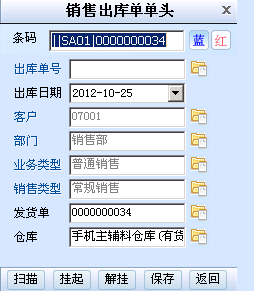 销售出库单单头 ×
条码 ||SA01|0000000034 蓝 红
出库单号
出库日期 2012-10-25
客户 07001
部门 销售部
业务类型 普通销售
销售类型 常规销售
发货单 0000000034
仓库 手机主辅料仓库(有货
扫描 挂起 解挂 保存 返回